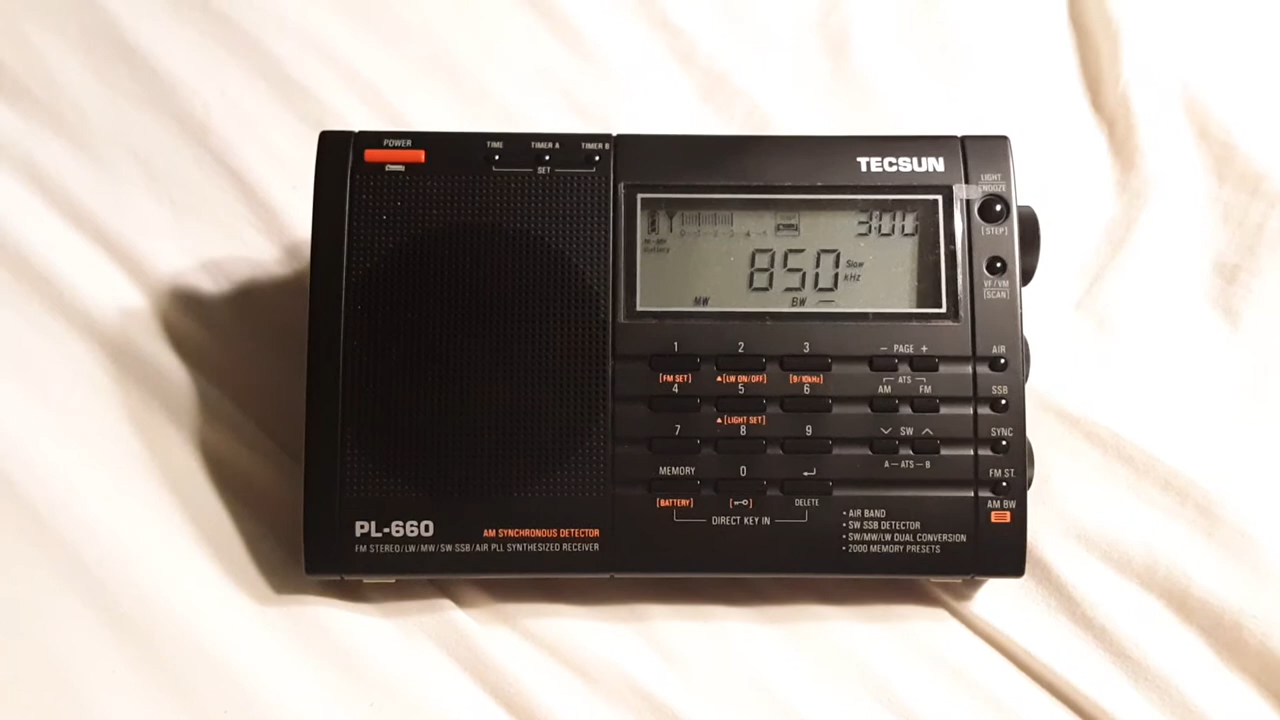 POWER
TIME TIMER A TIMER B
SET
TECSUN
LIGHT
SNOOZE
[STEP]
300
850 Slow
kHz
MW BW
VF/VM
[SCAN]
1 2 3 - PAGE + AIR
[FM SET] [LW ON/OFF] [9/10kHz] ATS
4 5 6 AM FM SSB
[LIGHT SET]
7 8 9 SW SYNC
A-ATS-B
MEMORY 0 FM ST.
[BATTERY] DELETE AM BW
DIRECT KEY IN
PL-660 AM SYNCHRONOUS DETECTOR
FM STEREO/LW/MW/SW SSB/AIR PLL SYNTHESIZED RECEIVER
• AIR BAND
• SW SSB DETECTOR
• SW/MW/LW DUAL CONVERSION
• 2000 MEMORY PRESETS